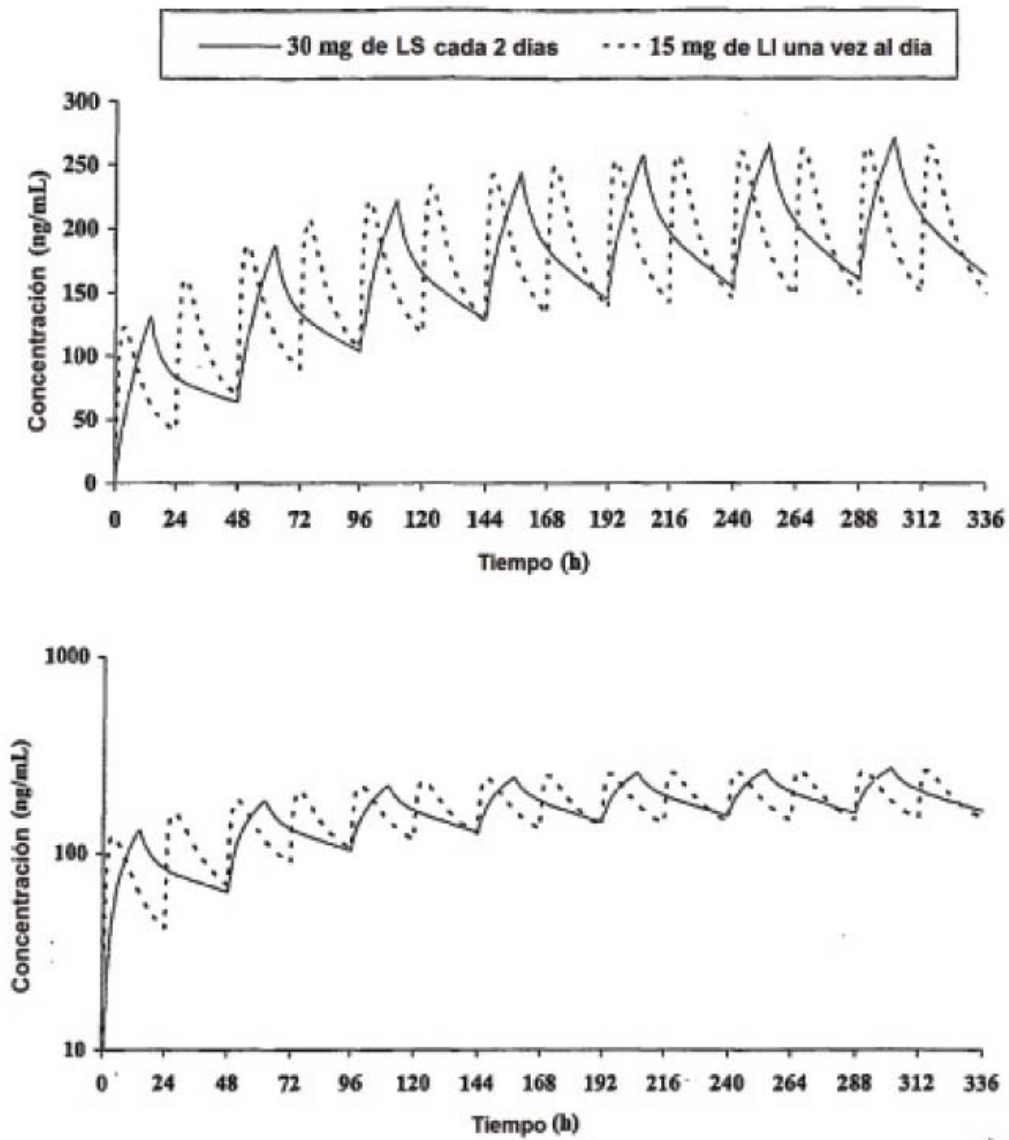 30 mg de LS cada 2 días 15 mg de LI una vez al dia
Concentración (ng/mL)
300
250
200
150
100
50
0
0 24 48 72 96 120 144 168 192 216 240 264 288 312 336
Tiempo (h)
Concentración (ng/mL)
1000
100
10
0 24 48 72 96 120 144 168 192 216 240 264 288 312 336
Tiempo (h)